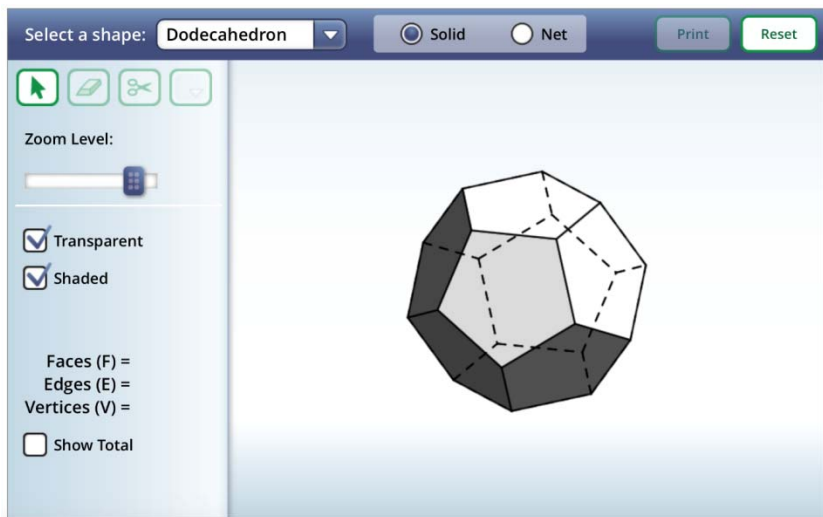 Select a shape: Dodecahedron Solid Net Print Reset
Zoom Level:
Transparent
Shaded
Faces (F) =
Edges (E) =
Vertices (V) =
Show Total